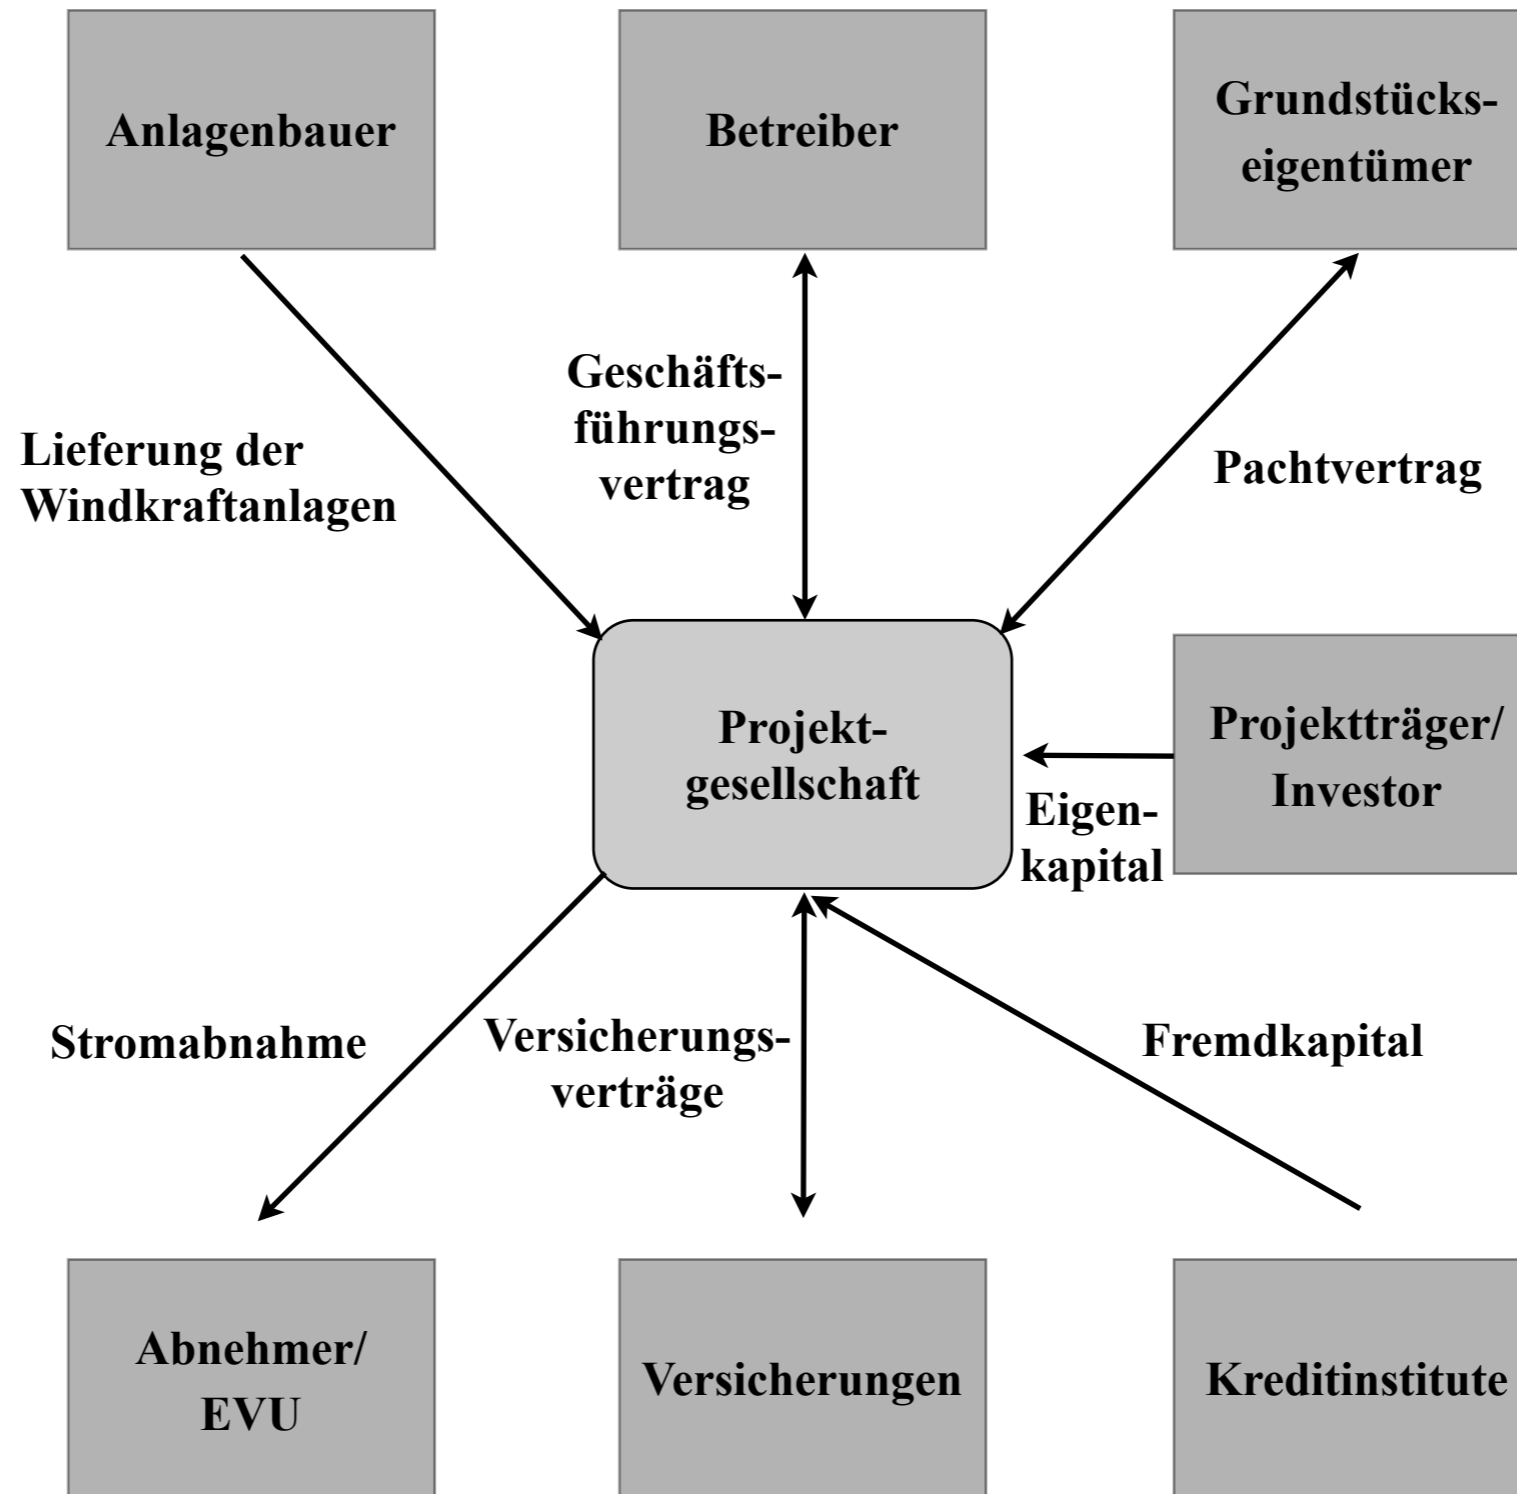 Anlagenbauer
Betreiber
Grundstücks-
eigentümer
Geschäfts-
führungs-
vertrag
Lieferung der
Windkraftanlagen
Pachtvertrag
Projekt-
gesellschaft
Projektträger/
Investor
Eigen-
kapital
Stromabnahme
Versicherungs-
verträge
Fremdkapital
Abnehmer/
EVU
Versicherungen
Kreditinstitute